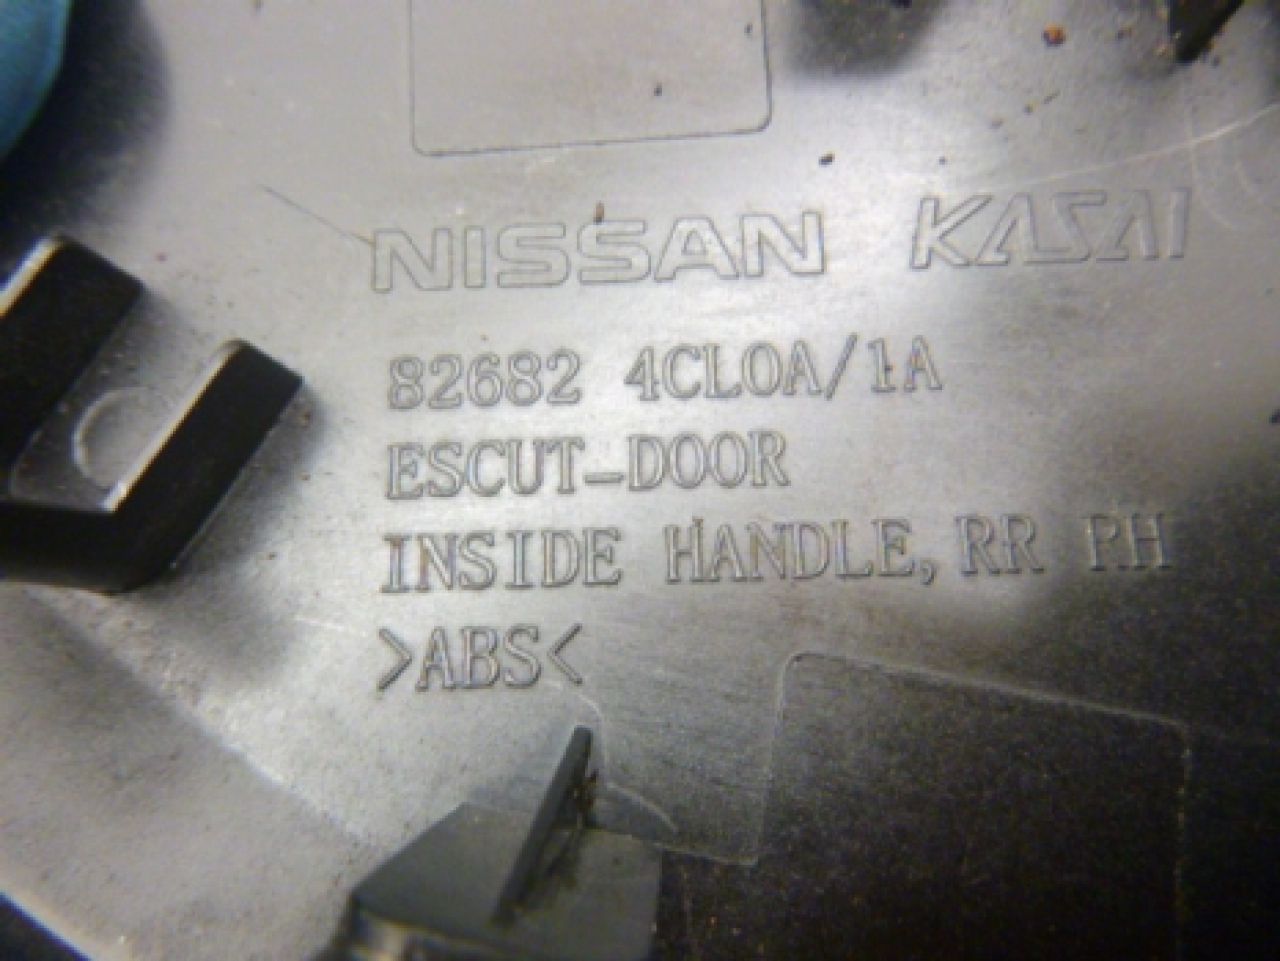 NISSAN KASAI
82682 4CL0A/1A
ESCUT-DOOR
INSIDE HANDLE, RR RH
>ABS<